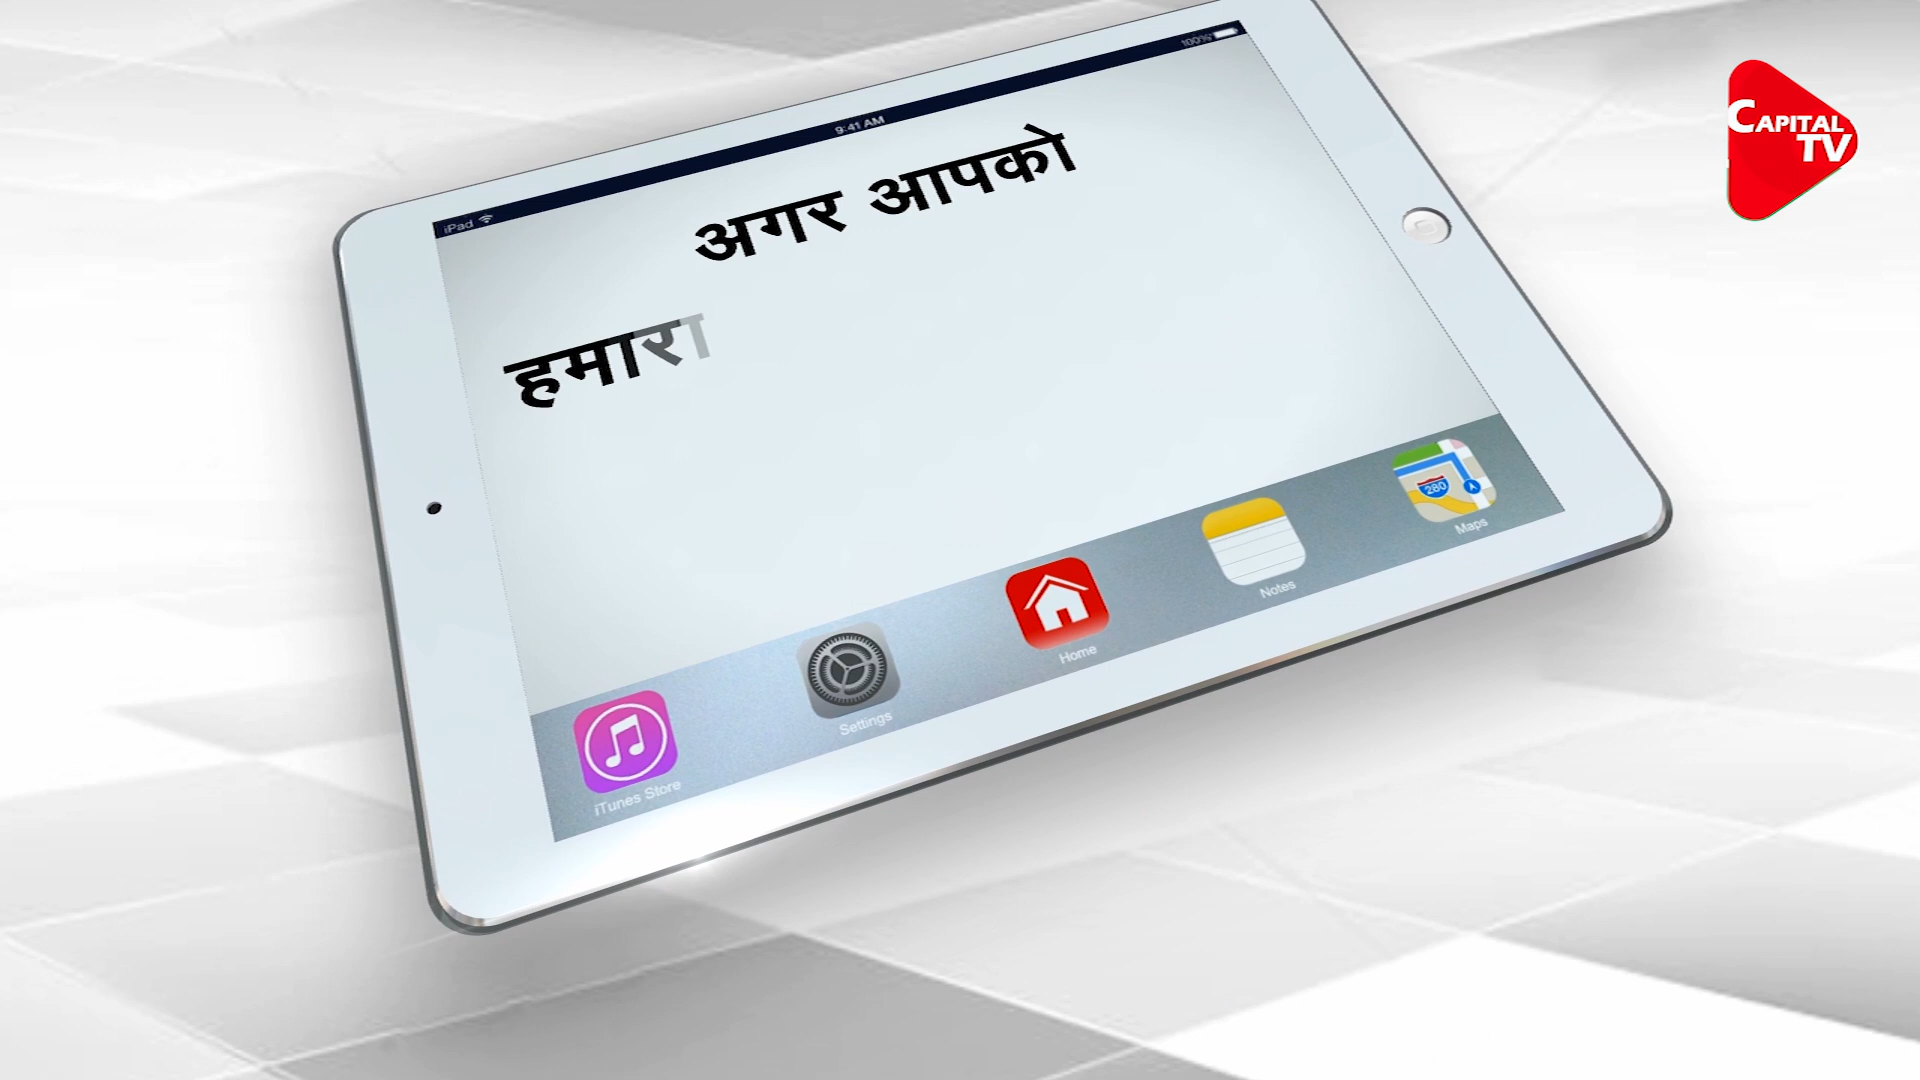 CAPITAL
TV
iPad
9:41 AM
100%
अगर आपको
हमारा
280
iTunes Store
Settings
Home
Notes
Maps